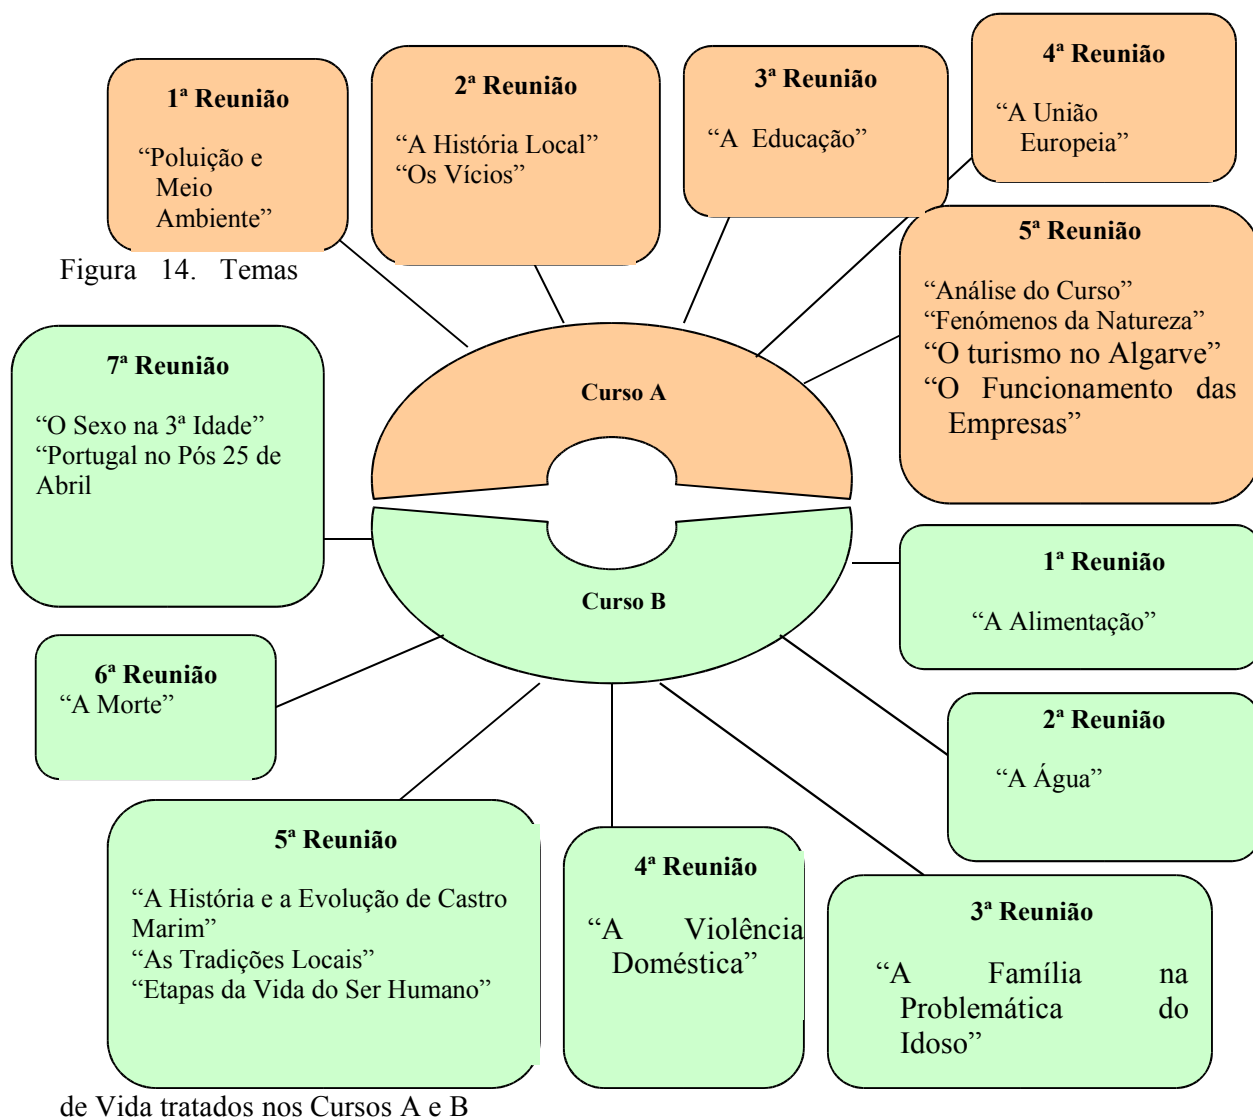 1ª Reunião
“Poluição e
Meio
Ambiente”
2ª Reunião
“A História Local”
“Os Vícios”
3ª Reunião
“A Educação”
4ª Reunião
“A União
Europeia”
5ª Reunião
“Análise do Curso”
“Fenómenos da Natureza”
“O turismo no Algarve”
“O Funcionamento das
Empresas”
Figura 14. Temas
Curso A
7ª Reunião
“O Sexo na 3ª Idade”
“Portugal no Pós 25 de
Abril
Curso B
1ª Reunião
“A Alimentação”
6ª Reunião
“A Morte”
2ª Reunião
“A Água”
5ª Reunião
“A História e a Evolução de Castro
Marim”
“As Tradições Locais”
“Etapas da Vida do Ser Humano”
4ª Reunião
“A Violência
Doméstica”
3ª Reunião
“A Família na
Problemática do
Idoso”
de Vida tratados nos Cursos A e B